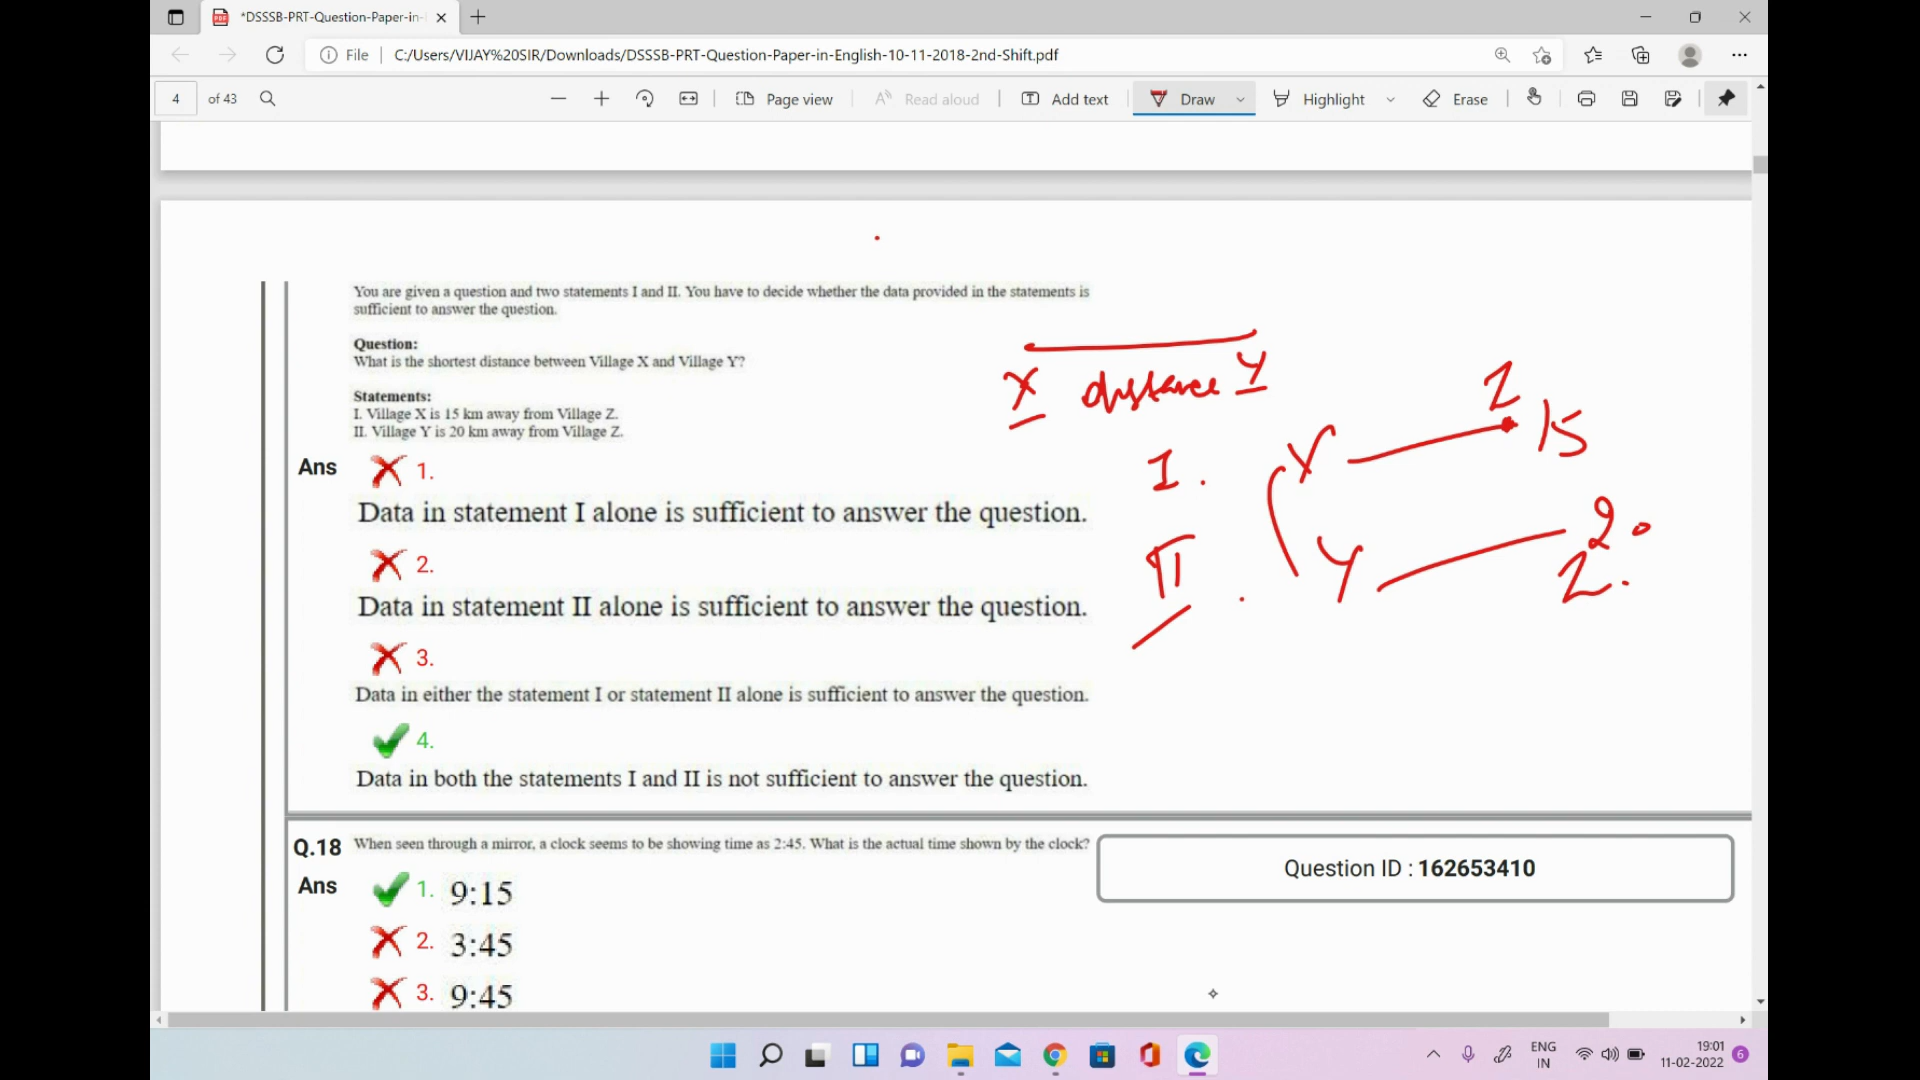 *DSSSB-PRT-Question-Paper-in-
File C:/Users/VIJAY%20SIR/Downloads/DSSSB-PRT-Question-Paper-in-English-10-11-2018-2nd-Shift.pdf
4 of 43 Page view Read aloud Add text Draw Highlight Erase
You are given a question and two statements I and II. You have to decide whether the data provided in the statements is
sufficient to answer the question.
Question:
What is the shortest distance between Village X and Village Y?
Statements:
I. Village X is 15 km away from Village Z.
II. Village Y is 20 km away from Village Z.
X distance Y
I. X Z 15
II. Y 20
Z.
Ans 1.
Data in statement I alone is sufficient to answer the question.
2.
Data in statement II alone is sufficient to answer the question.
3.
Data in either the statement I or statement II alone is sufficient to answer the question.
4.
Data in both the statements I and II is not sufficient to answer the question.
Q.18 When seen through a mirror, a clock seems to be showing time as 2:45. What is the actual time shown by the clock?
Question ID : 162653410
Ans 1. 9:15
2. 3:45
3. 9:45
ENG
IN
19:01
11-02-2022
6